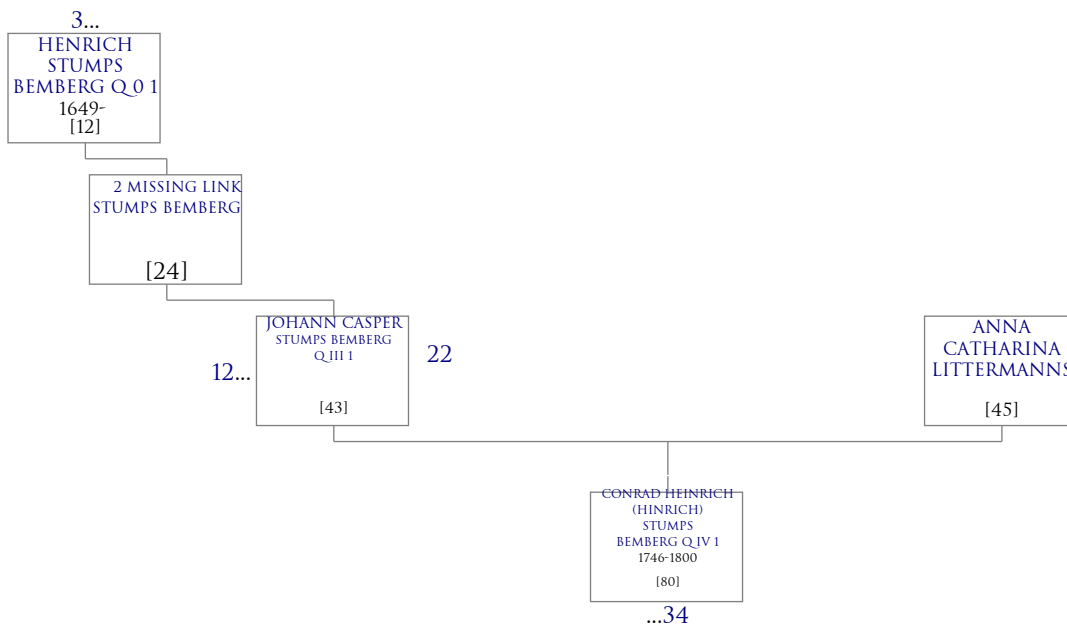 3...
HENRICH
STUMPS
BEMBERG Q 0 1
1649-
[12]
2 MISSING LINK
STUMPS BEMBERG
[24]
JOHANN CASPER
STUMPS BEMBERG
Q III 1
[43]
12...
22
ANNA
CATHARINA
LITTERMANNS
[45]
CONRAD HEINRICH
(HINRICH)
STUMPS
BEMBERG Q IV 1
1746-1800
[80]
...34